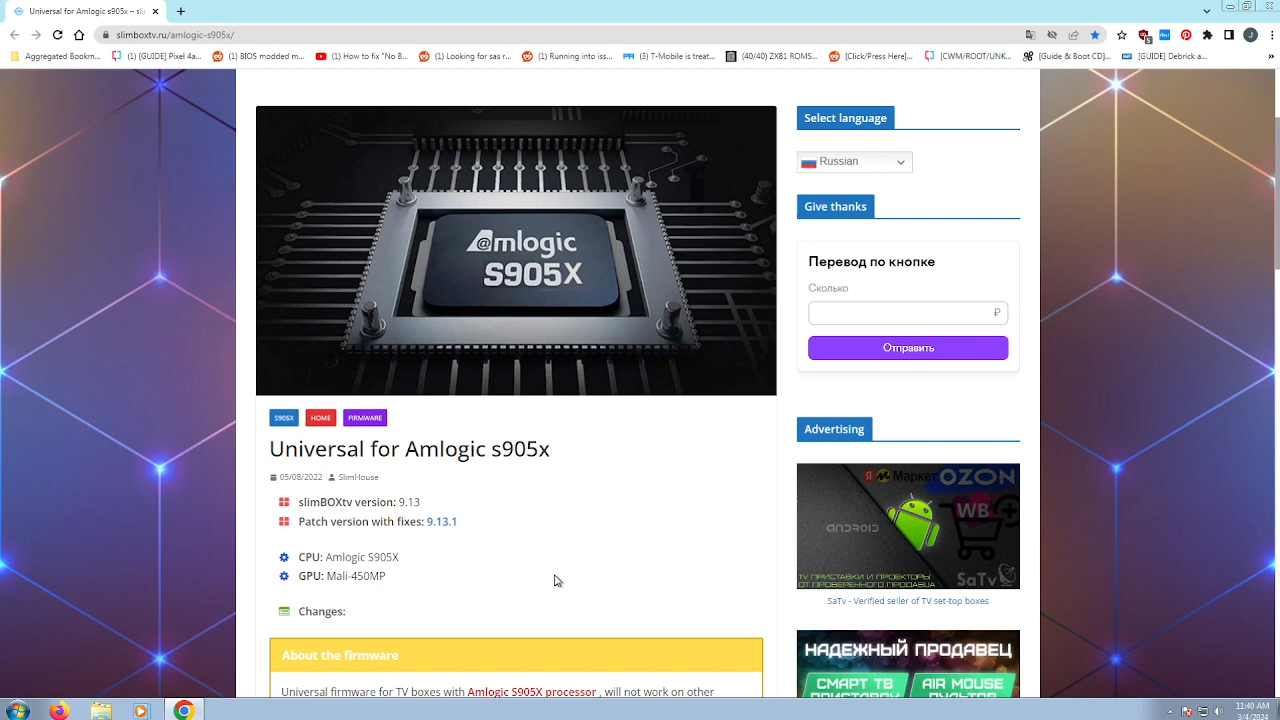 Universal for Amlogic s905x – sli
slimboxtv.ru/amlogic-s905x/
Aggregated Bookm...
(1) [GUIDE] Pixel 4a...
(1) BIOS modded m...
(1) How to fix "No B...
(1) Looking for sas r...
(1) Running into iss...
(3) T-Mobile is treat...
(40/40) ZX81 ROMS...
[Click/Press Here]...
[CWM/ROOT/UNK...
[Guide & Boot CD]...
[GUIDE] Debrick a...
»
@mlogic
S905X
S905X
HOME
FIRMWARE
Universal for Amlogic s905x
05/08/2022 SlimHouse
slimBOXtv version: 9.13
Patch version with fixes: 9.13.1
CPU: Amlogic S905X
GPU: Mali-450MP
Changes:
About the firmware
Universal firmware for TV boxes with Amlogic S905X processor , will not work on other
Select language
Russian
Give thanks
Перевод по кнопке
Сколько
₽
Отправить
Advertising
Я Маркет OZON
WB
ANDROID
SaTv
TV ПРИСТАВКИ И ПРОЕКТОРЫ
ОТ ПРОВЕРЕННОГО ПРОДАВЦА
SaTv - Verified seller of TV set-top boxes
НАДЕЖНЫЙ ПРОДАВЕЦ
СМАРТ ТВ
ПРИСТАВКИ
AIR MOUSE
ПУЛЬТОВ
11:40 AM
3/4/2024